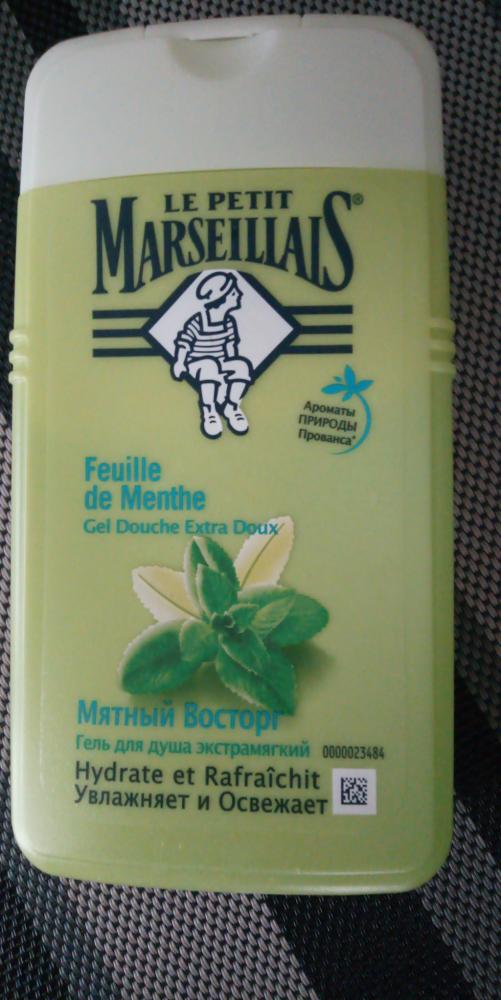 LE PETIT
MARSEILLAIS®
Ароматы
ПРИРОДЫ
Прованса*
Feuille
de Menthe
Gel Douche Extra Doux
Мятный Восторг
Гель для душа экстрамягкий 0000023484
Hydrate et Rafraîchit
Увлажняет и Освежает